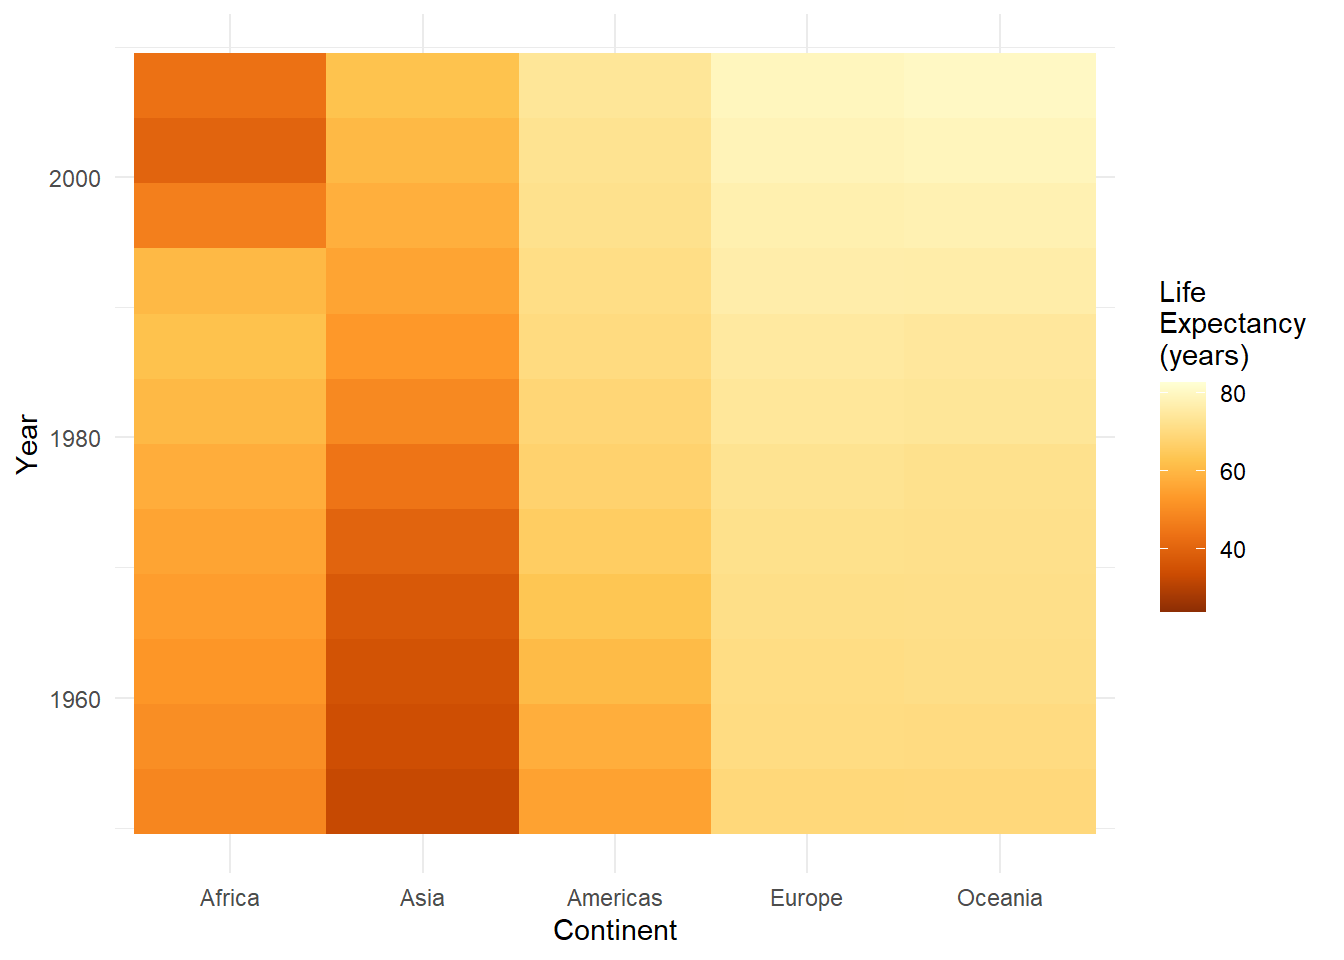 2000
1980
1960
Year
Africa
Asia
Americas
Europe
Oceania
Continent
Life
Expectancy
(years)
80
60
40